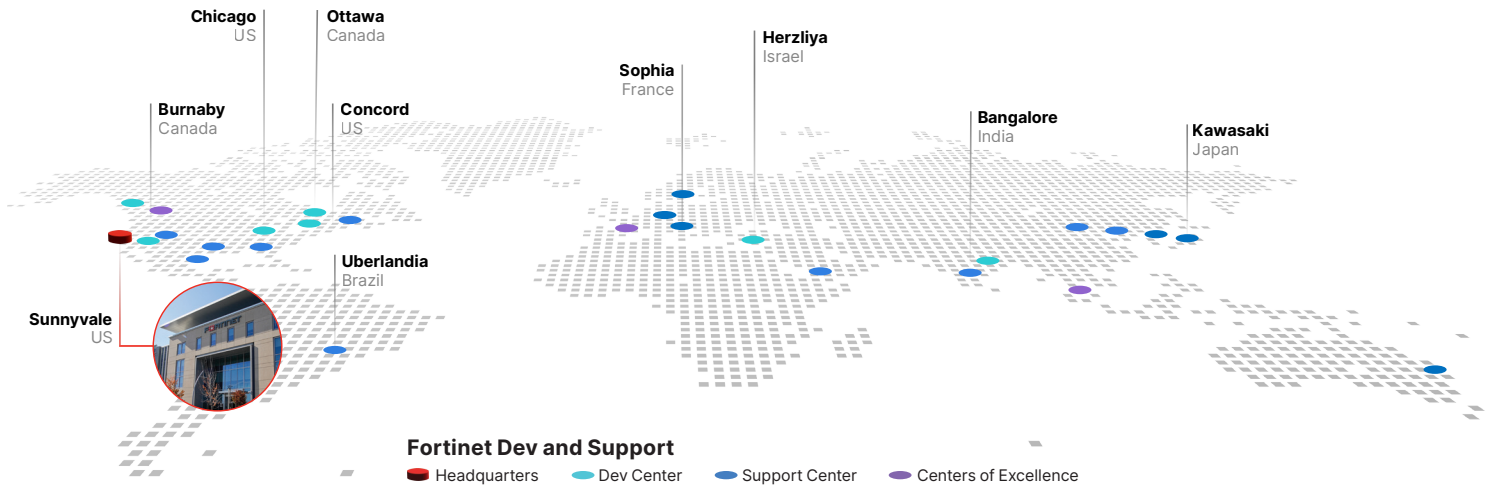 Chicago
US
Ottawa
Canada
Herzliya
Israel
Sophia
France
Burnaby
Canada
Concord
US
Bangalore
India
Kawasaki
Japan
Uberlandia
Brazil
Sunnyvale
US
FORTINET
Fortinet Dev and Support
Headquarters
Dev Center
Support Center
Centers of Excellence